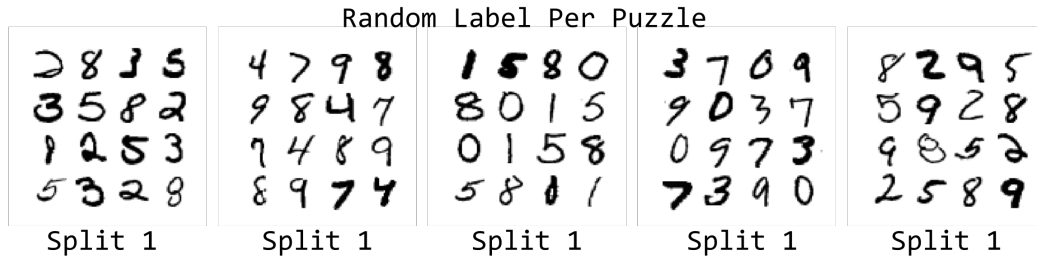 Random Label Per Puzzle
2 8 3 5
3 5 8 2
8 2 5 3
5 3 2 8
Split 1
4 7 9 8
9 8 4 7
7 4 8 9
8 9 7 4
Split 1
1 5 8 0
8 0 1 5
0 1 5 8
5 8 0 1
Split 1
3 7 0 9
9 0 3 7
0 9 7 3
7 3 9 0
Split 1
8 2 9 5
5 9 2 8
9 8 5 2
2 5 8 9
Split 1